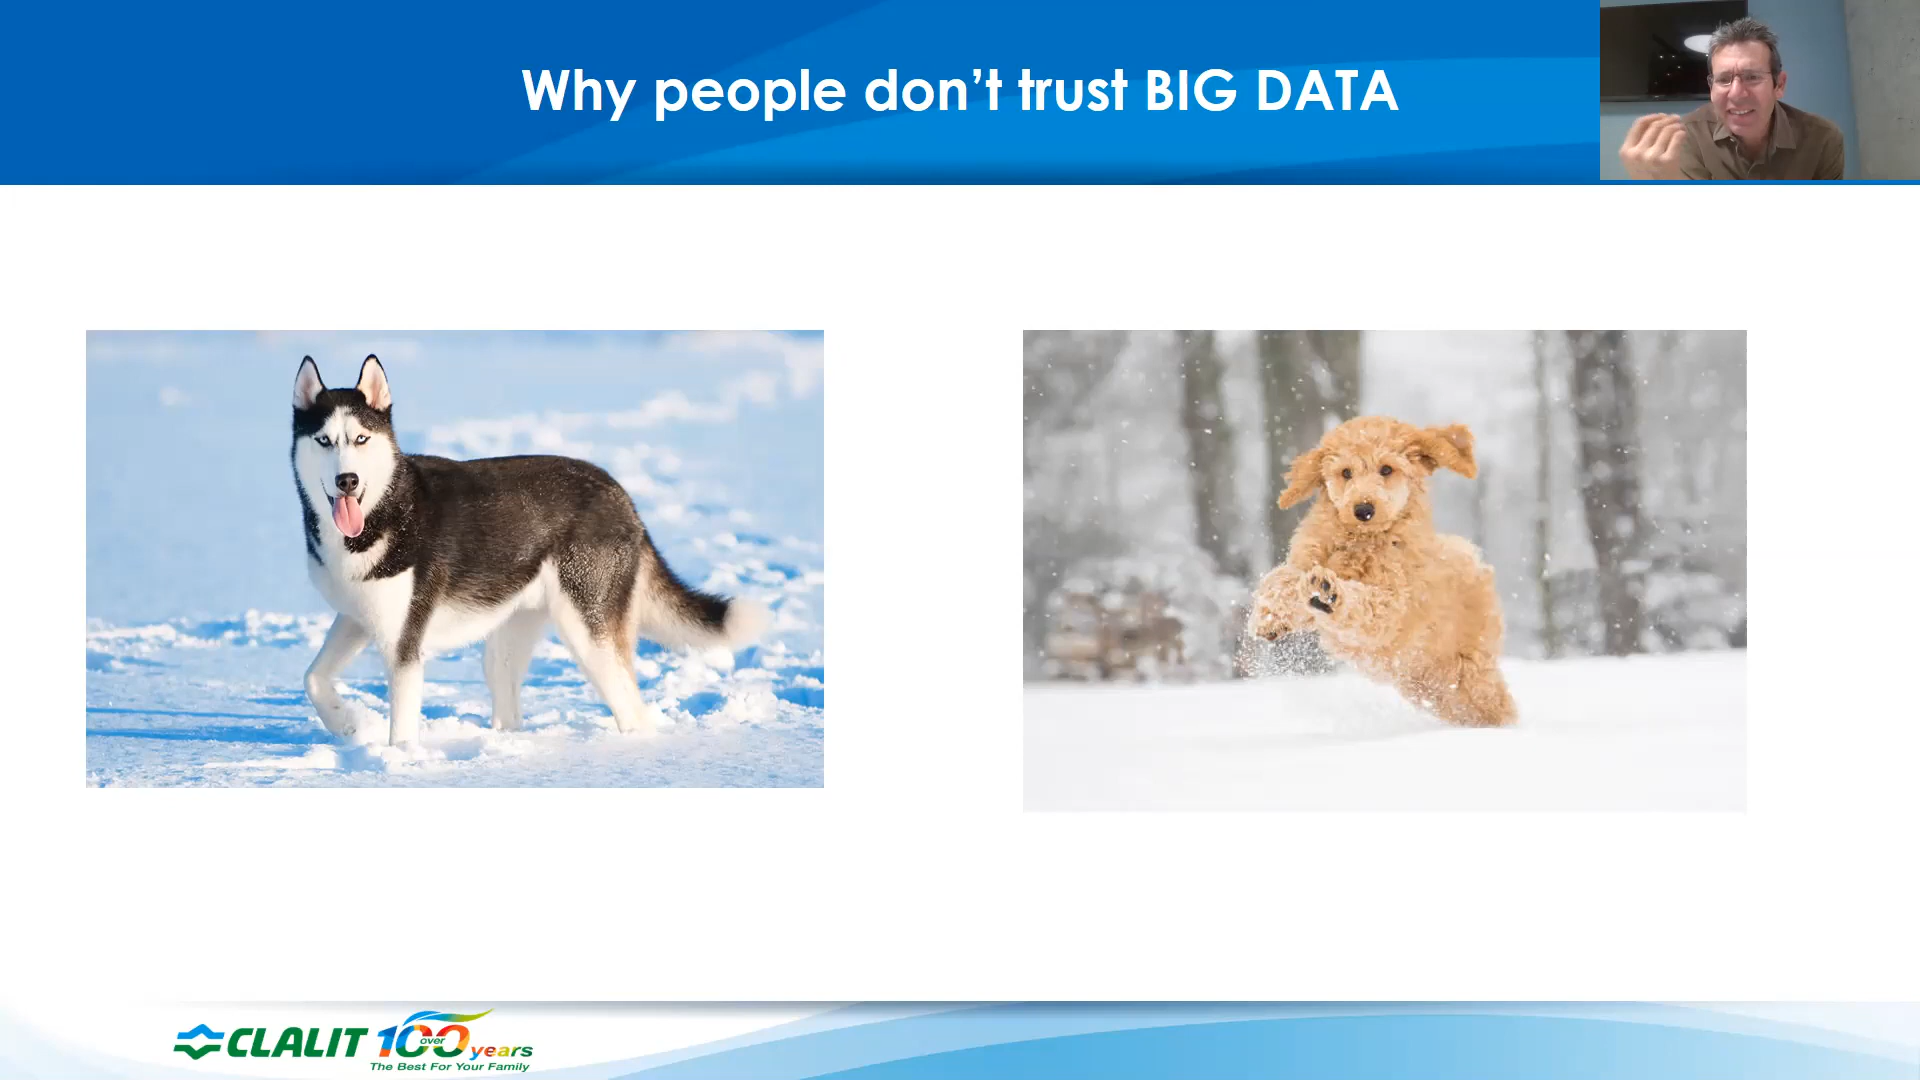 Why people don't trust BIG DATA
CLALIT 100 over years
The Best For Your Family